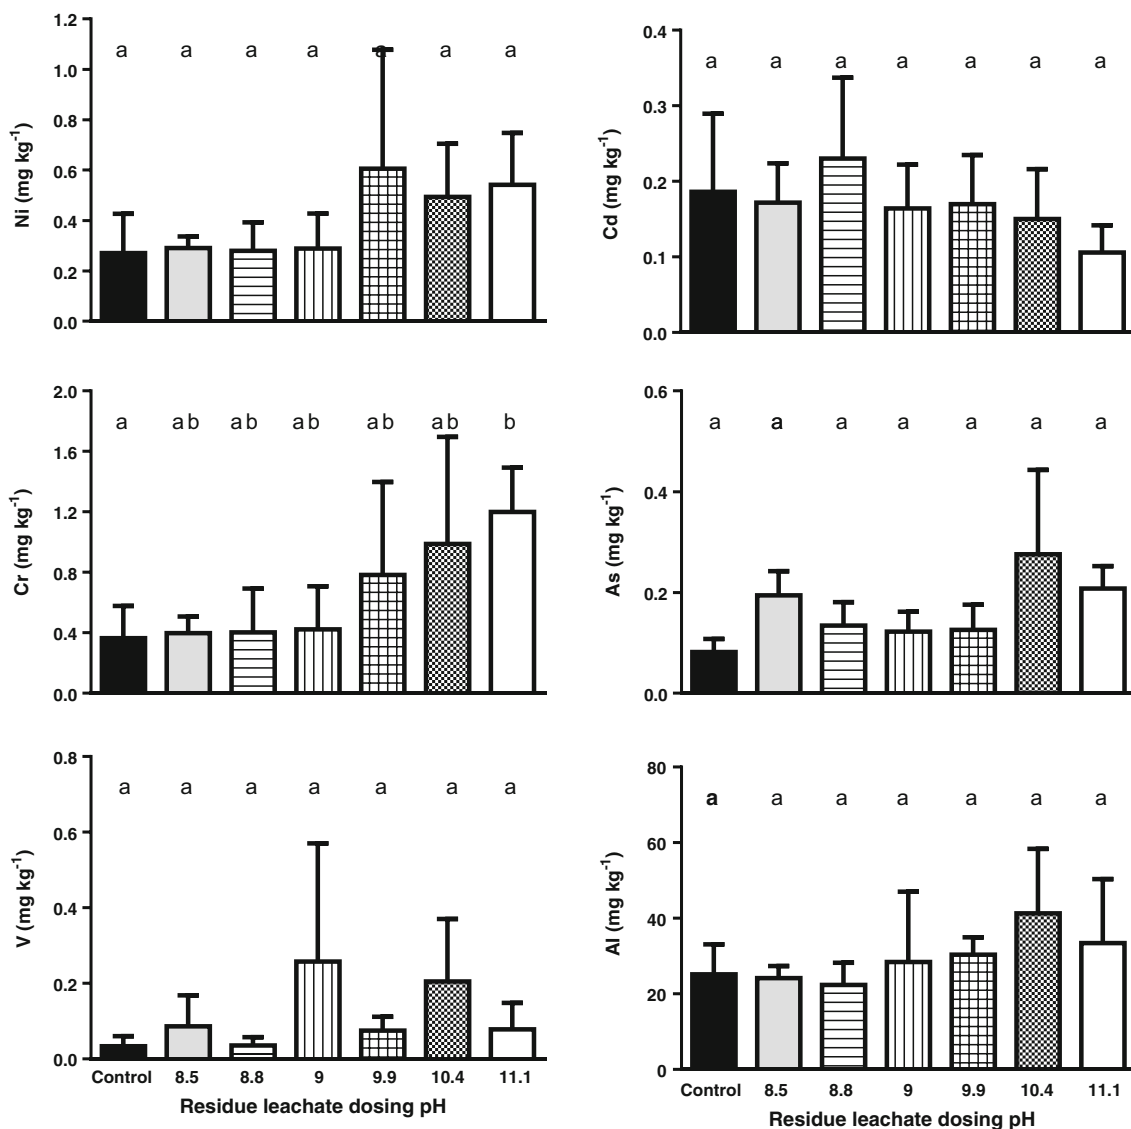 Ni (mg kg⁻¹)
1.2
1.0
0.8
0.6
0.4
0.2
0.0
a a a a a a a
Cd (mg kg⁻¹)
0.4
0.3
0.2
0.1
0.0
a a a a a a a
Cr (mg kg⁻¹)
2.0
1.6
1.2
0.8
0.4
0.0
a ab ab ab ab ab b
As (mg kg⁻¹)
0.6
0.4
0.2
0.0
a a a a a a a
V (mg kg⁻¹)
0.8
0.6
0.4
0.2
0.0
a a a a a a a
Control 8.5 8.8 9 9.9 10.4 11.1
Residue leachate dosing pH
Al (mg kg⁻¹)
80
60
40
20
0
a a a a a a a
Control 8.5 8.8 9 9.9 10.4 11.1
Residue leachate dosing pH